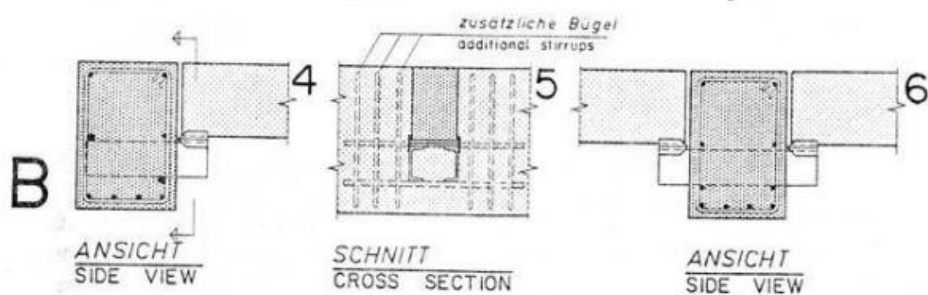 zusätzliche Bügel
additional stirrups
4
5
6
B
ANSICHT
SIDE VIEW
SCHNITT
CROSS SECTION
ANSICHT
SIDE VIEW